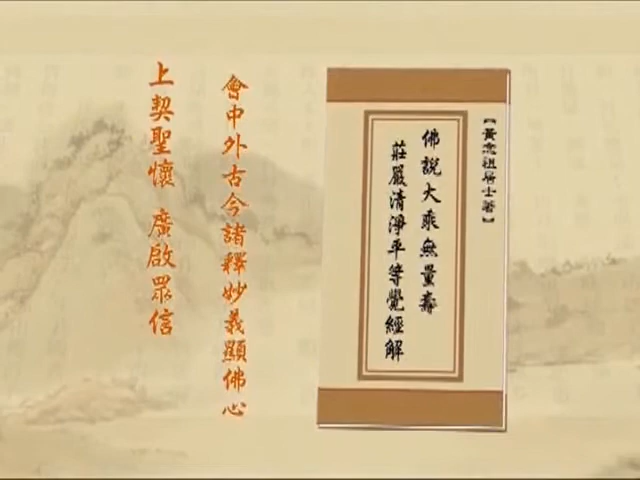 【黃念祖居士著】
佛說大乘無量壽
莊嚴清淨平等覺經解
會中外古今諸釋妙義顯佛心
上契聖懷 廣啟眾信